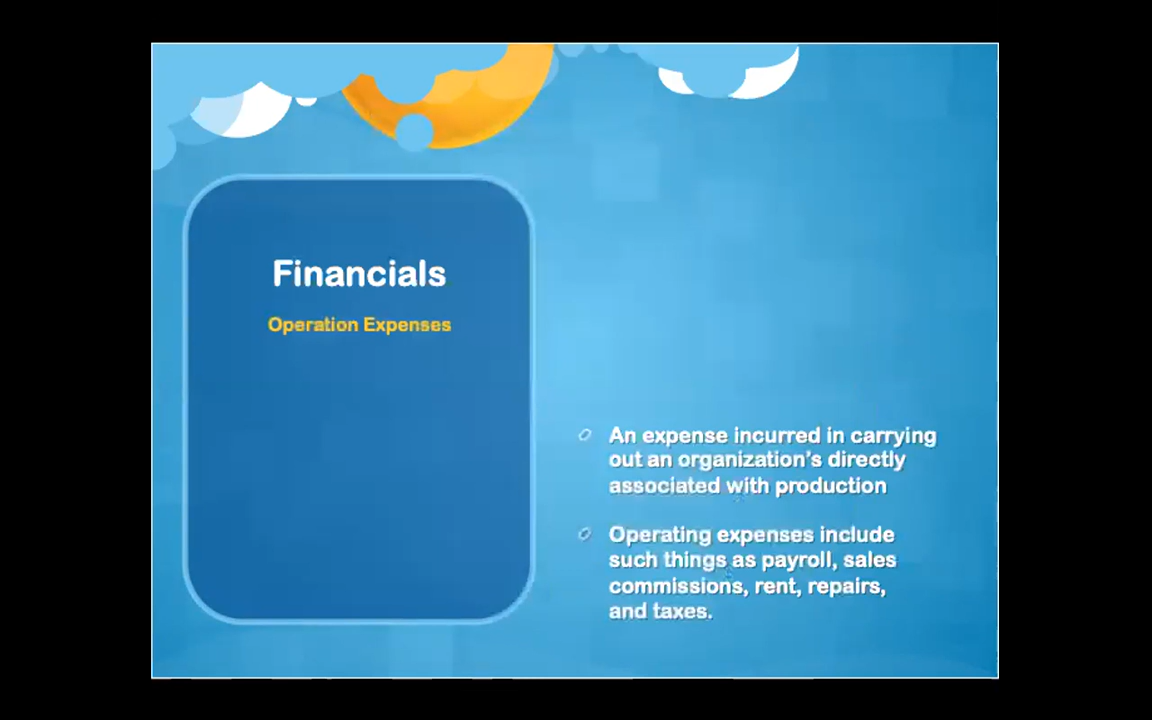 Financials
Operation Expenses
An expense incurred in carrying
out an organization's directly
associated with production
Operating expenses include
such things as payroll, sales
commissions, rent, repairs,
and taxes.